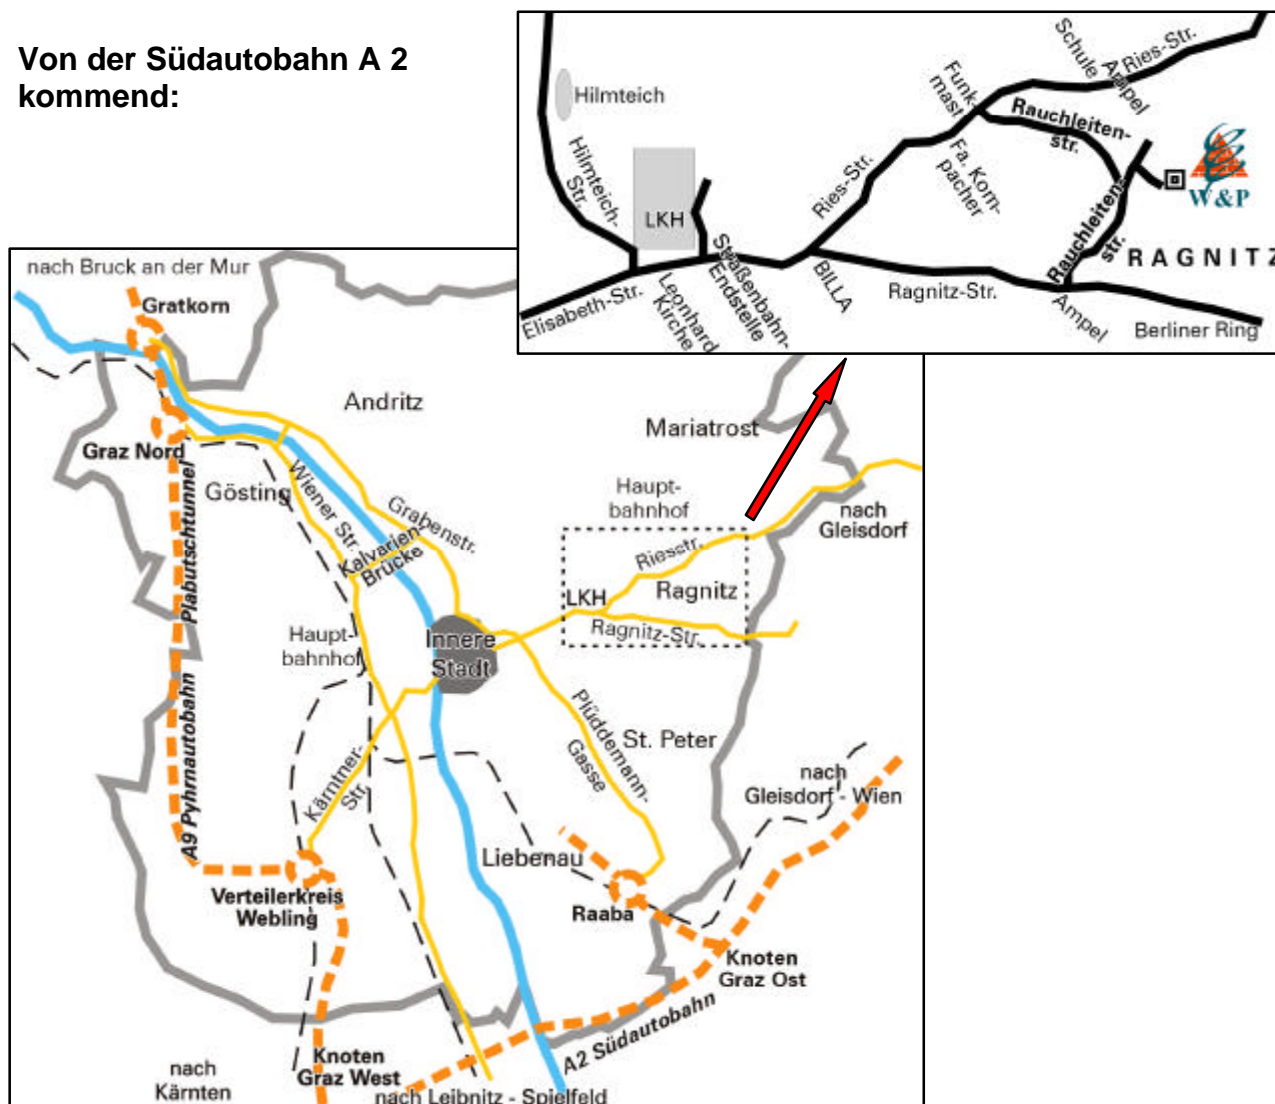 Von der Südautobahn A 2
kommend:
Hilmteich
Hilmteich-
Str.
LKH
Elisabeth-Str.
Leonhard
Kirche
Straßenbahn-
Endstelle
BILLA
Ries-Str.
Funk-
mast
Fa. Kom-
pacher
Schule
Ampel
Ries-Str.
Rauchleiten-
str.
Rauchleiten-
str.
W&P
RAGNITZ
Ragnitz-Str.
Ampel
Berliner Ring
nach Bruck an der Mur
Gratkorn
Andritz
Mariatrost
Graz Nord
Gösting
Wiener Str.
Grabenstr.
Kalvarien-
Brücke
Haupt-
bahnhof
nach
Gleisdorf
Riesstr.
LKH
Ragnitz
Ragnitz-Str.
Plabutschtunnel
A9 Pyhrnautobahn
Haupt-
bahnhof
Innere
Stadt
Plüddemann-
Gasse
St. Peter
Kärntner-
Str.
nach
Gleisdorf - Wien
Liebenau
Verteilerkreis
Webling
Raaba
Knoten
Graz Ost
A2 Südautobahn
Knoten
Graz West
nach
Kärnten
nach Leibnitz - Spielfeld